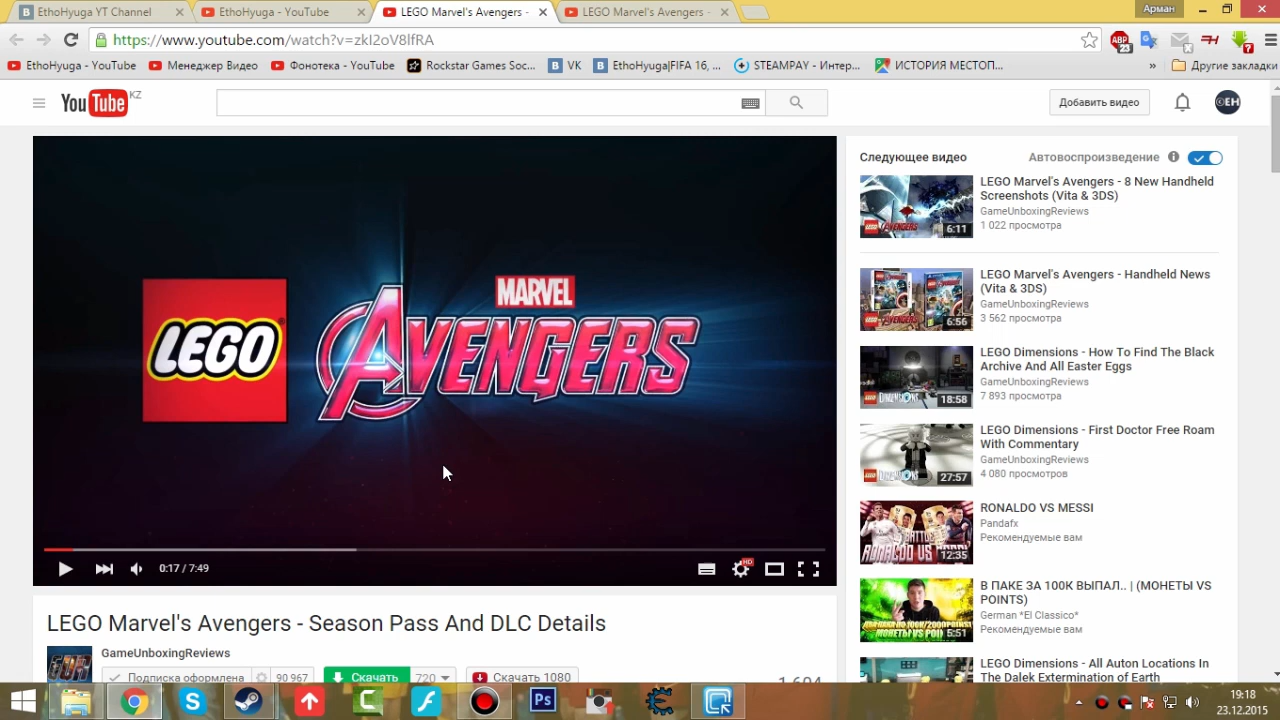 EthoHyuga YT Channel
EthoHyuga - YouTube
LEGO Marvel's Avengers -
LEGO Marvel's Avengers -
Арман
https://www.youtube.com/watch?v=zkI2oV8lfRA
ABP
23
EthoHyuga - YouTube
Менеджер Видео
Фонотека - YouTube
Rockstar Games Soc...
VK
EthoHyuga|FIFA 16, ...
STEAMPAY - Интер...
ИСТОРИЯ МЕСТОП...
»
Другие закладки
YouTube KZ
Добавить видео
©EH
LEGO
MARVEL
AVENGERS
0:17 / 7:49
HD
LEGO Marvel's Avengers - Season Pass And DLC Details
GameUnboxingReviews
Подписка оформлена
90 967
Скачать
720
Скачать 1080
Следующее видео
Автовоспроизведение
LEGO Marvel's Avengers - 8 New Handheld
Screenshots (Vita & 3DS)
GameUnboxingReviews
1 022 просмотра
6:11
LEGO Marvel's Avengers - Handheld News
(Vita & 3DS)
GameUnboxingReviews
3 562 просмотра
6:56
LEGO Dimensions - How To Find The Black
Archive And All Easter Eggs
GameUnboxingReviews
7 893 просмотра
18:58
LEGO Dimensions - First Doctor Free Roam
With Commentary
GameUnboxingReviews
4 080 просмотров
27:57
RONALDO VS MESSI
Pandafx
Рекомендуемые вам
12:35
В ПАКЕ ЗА 100К ВЫПАЛ.. | (МОНЕТЫ VS
POINTS)
German *El Classico*
Рекомендуемые вам
5:51
LEGO Dimensions - All Auton Locations In
The Dalek Extermination of Earth
19:18
23.12.2015